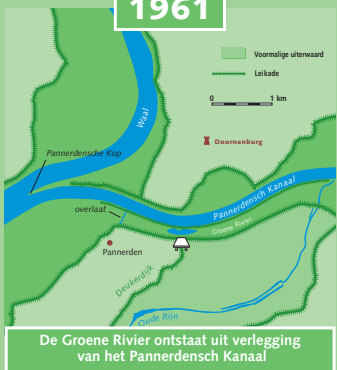 1961
Voormalige uiterwaard
Leikade
0 1 km
Waal
Doornenburg
Pannerdensche Kop
Pannerdensch Kanaal
overlaat
Groene Rivier
Pannerden
Deukerdijk
Oude Rijn
De Groene Rivier ontstaat uit verlegging
van het Pannerdensch Kanaal